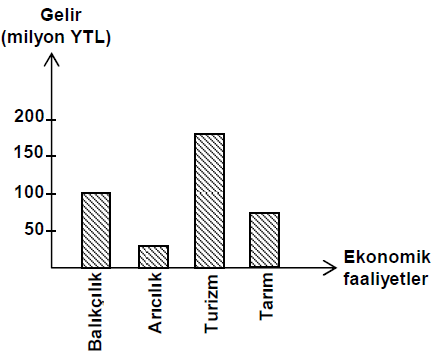 Gelir
(milyon YTL)
200
150
100
50
Balıkçılık
Arıcılık
Turizm
Tarım
Ekonomik
faaliyetler